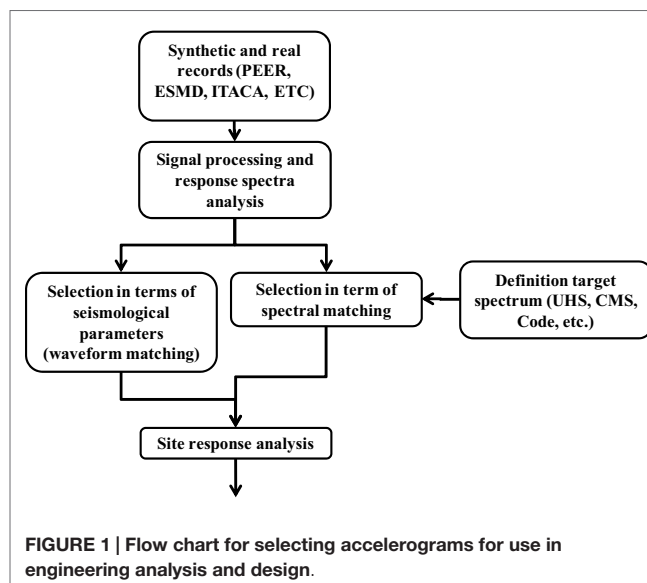 Synthetic and real
records (PEER,
ESMD, ITACA, ETC)
Signal processing and
response spectra
analysis
Selection in terms of
seismological
parameters
(waveform matching)
Selection in term of
spectral matching
Definition target
spectrum (UHS, CMS,
Code, etc.)
Site response analysis
FIGURE 1 | Flow chart for selecting accelerograms for use in
engineering analysis and design.